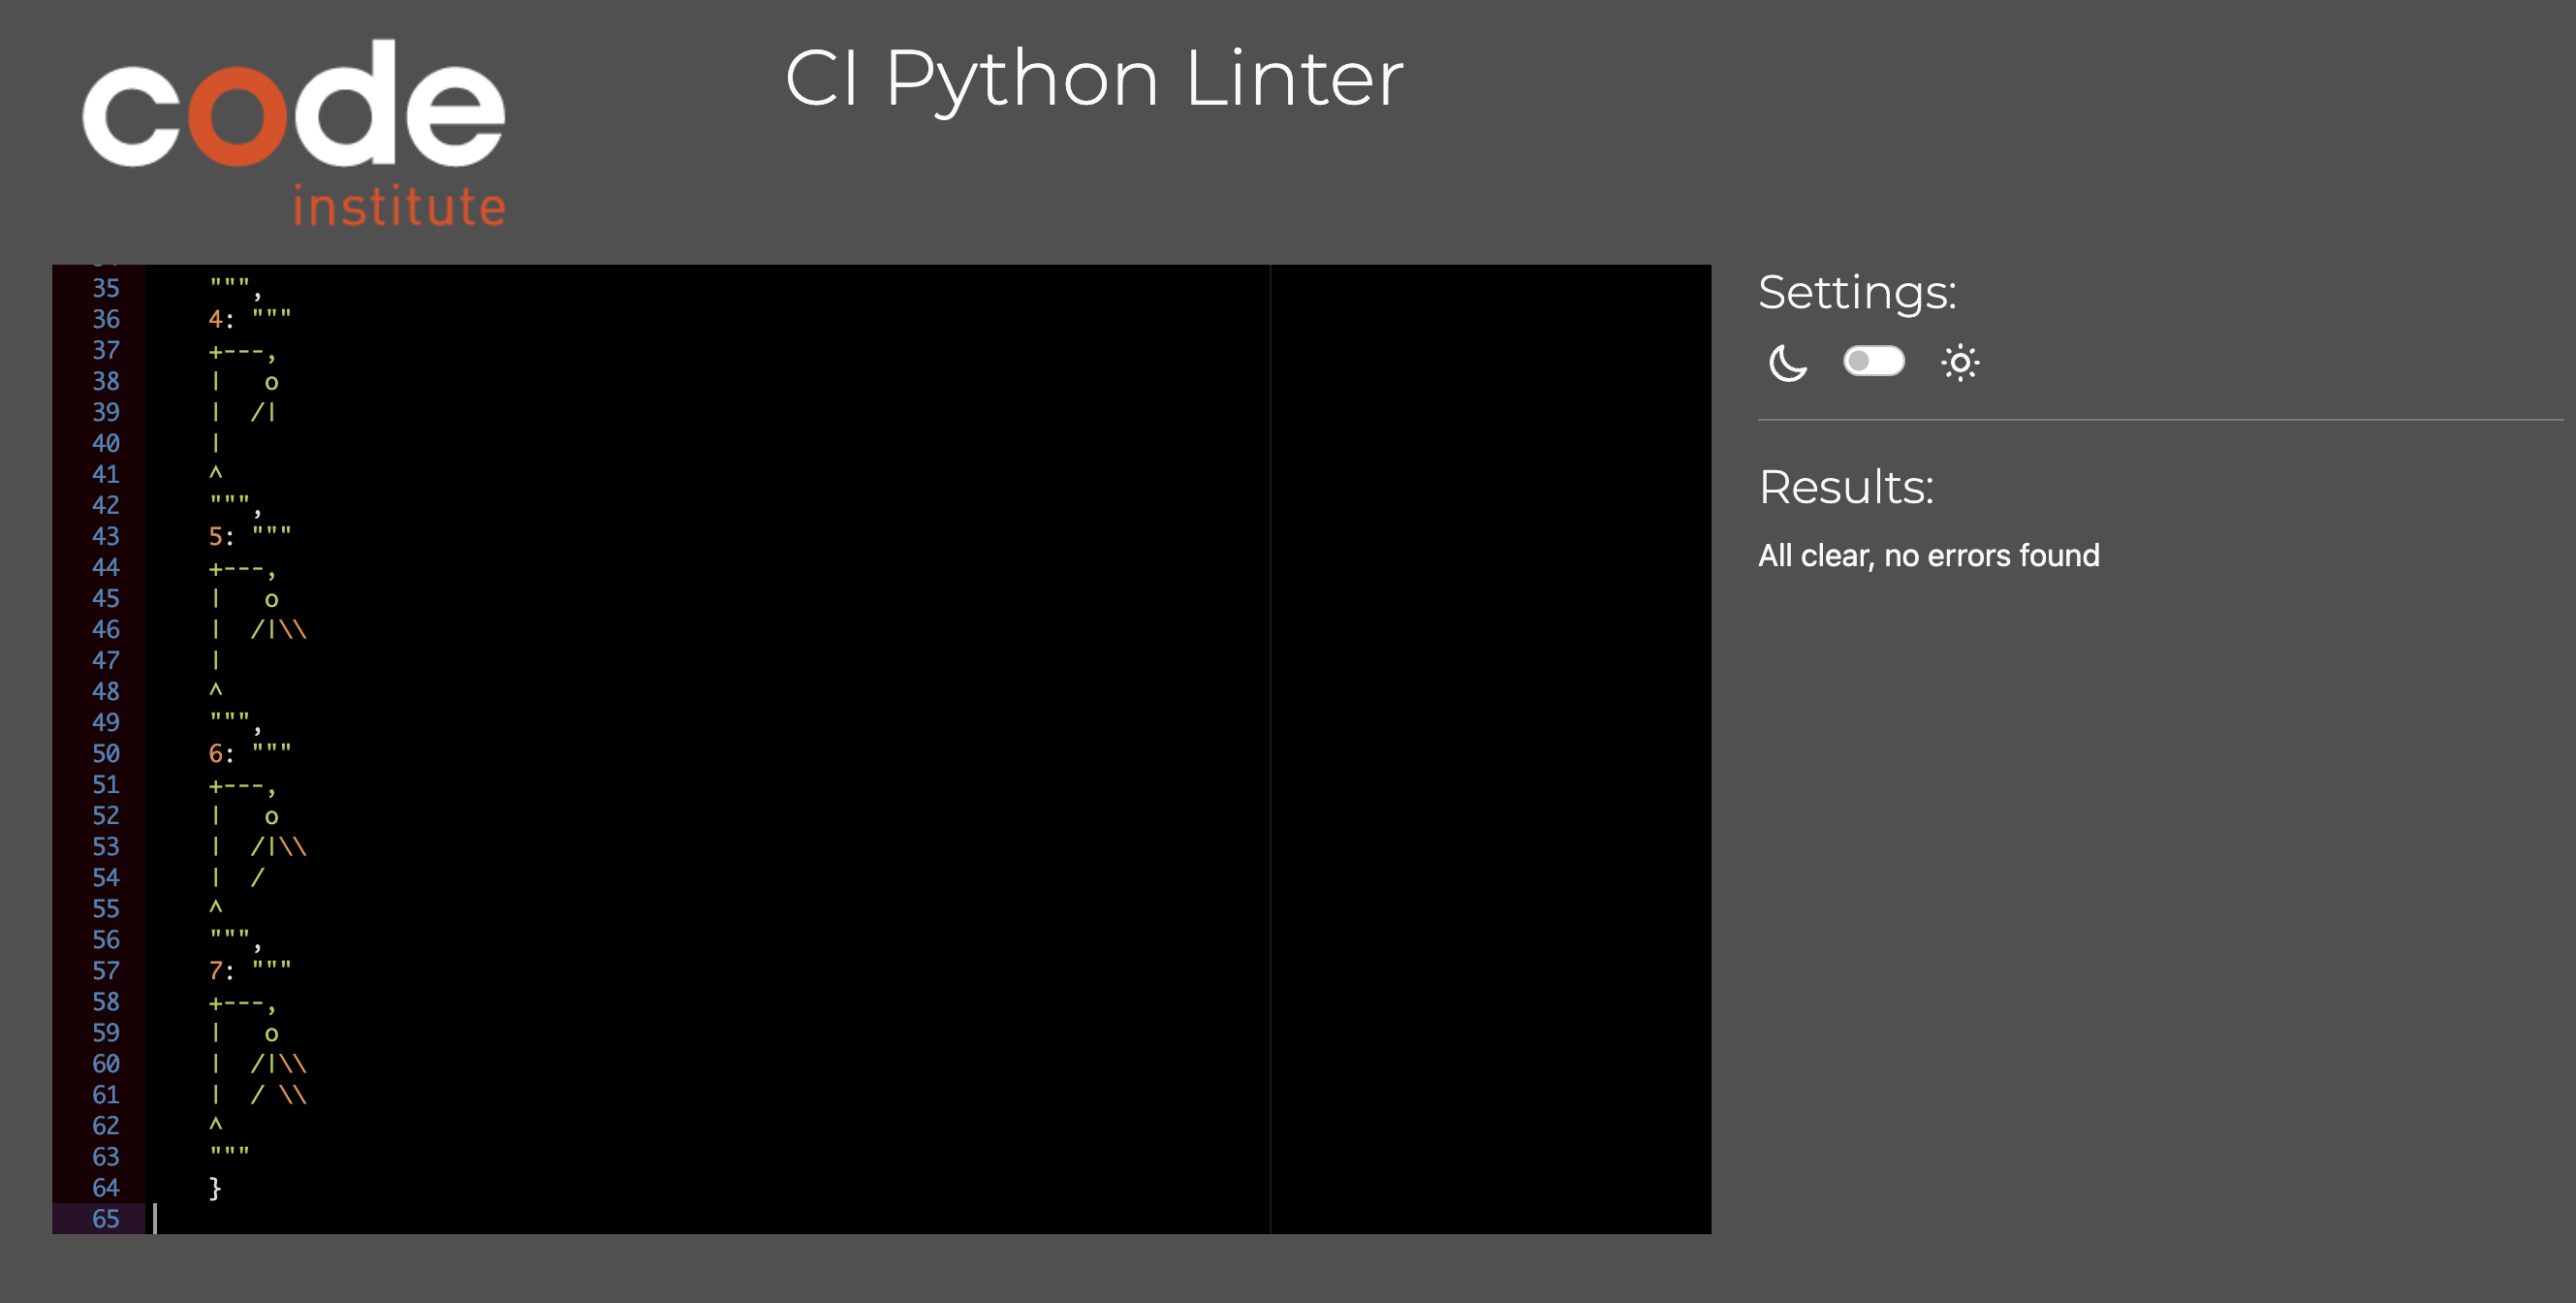 code
institute
CI Python Linter
35     """,
36     4: """
37     +---,
38     |   o
39     |  /|
40     |
41     ^
42     """,
43     5: """
44     +---,
45     |   o
46     |  /|\\
47     |
48     ^
49     """,
50     6: """
51     +---,
52     |   o
53     |  /|\\
54     |  /
55     ^
56     """,
57     7: """
58     +---,
59     |   o
60     |  /|\\
61     |  / \\
62     ^
63     """
64     }
65
Settings:
Results:
All clear, no errors found